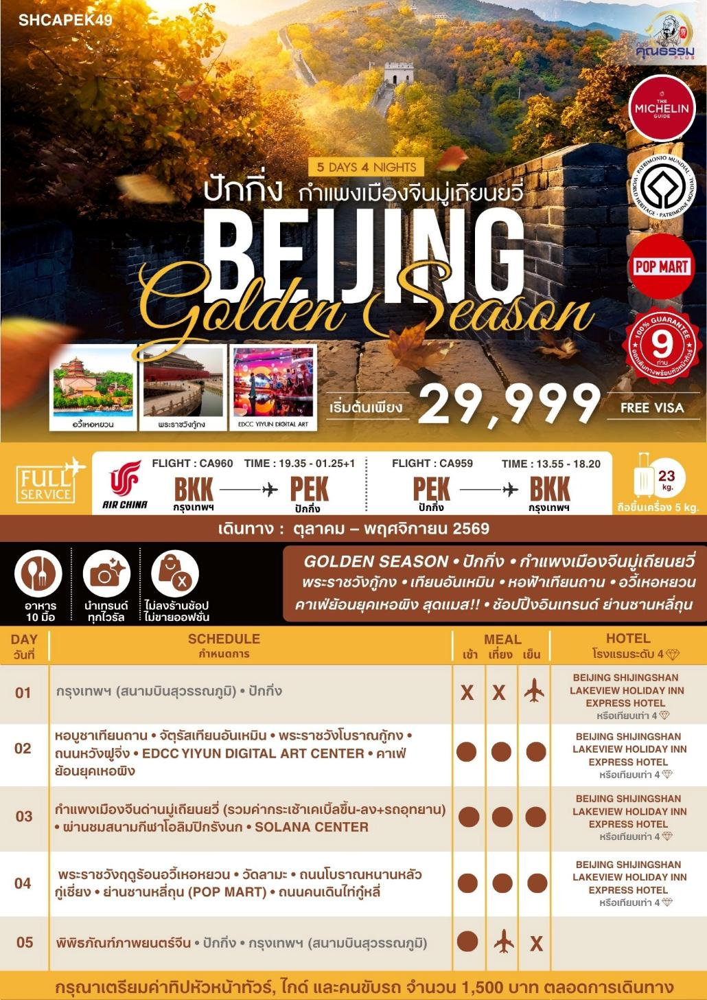 SHCAPEK49
ทัวร์
คุณธรรม
PLUS
THE
MICHELIN
GUIDE
PATRIMONIO MUNDIAL • WORLD HERITAGE • PATRIMOINE MONDIAL
POP MART
100% GUARANTEE
9
ท่าน
ออกเดินทางพร้อมหัวหน้าทัวร์
5 DAYS 4 NIGHTS
ปักกิ่ง กำแพงเมืองจีนมู่เถียนยวี่
BEIJING
Golden Season
อวี้เหอหยวน
พระราชวังกู้กง
EDCC YIYUN DIGITAL ART
เริ่มต้นเพียง 29,999 FREE VISA
FULL
SERVICE
AIR CHINA
FLIGHT : CA960 TIME : 19.35 - 01.25+1
BKK PEK
กรุงเทพฯ ปักกิ่ง
FLIGHT : CA959 TIME : 13.55 - 18.20
PEK BKK
ปักกิ่ง กรุงเทพฯ
23
kg.
ถือขึ้นเครื่อง 5 kg.
เดินทาง : ตุลาคม – พฤศจิกายน 2569
อาหาร
10 มื้อ
นำเทรนด์
ทุกไวรัล
X
ไม่ลงร้านช้อป
ไม่ขายออฟชั่น
GOLDEN SEASON • ปักกิ่ง • กำแพงเมืองจีนมู่เถียนยวี่
พระราชวังกู้กง • เทียนอันเหมิน • หอฟ้าเทียนถาน • อวี้เหอหยวน
คาเฟ่ย้อนยุคเหอผิง สุดแมส!! • ช้อปปิ้งอินเทรนด์ ย่านซานหลี่ถุน
DAY SCHEDULE MEAL HOTEL
วันที่ กำหนดการ เช้า เที่ยง เย็น โรงแรมระดับ 4
01 กรุงเทพฯ (สนามบินสุวรรณภูมิ) • ปักกิ่ง X X
BEIJING SHIJINGSHAN
LAKEVIEW HOLIDAY INN
EXPRESS HOTEL
หรือเทียบเท่า 4
02
หอบูชาเทียนถาน • จัตุรัสเทียนอันเหมิน • พระราชวังโบราณกู้กง •
ถนนหวังฝูจิ่ง • EDCC YIYUN DIGITAL ART CENTER • คาเฟ่
ย้อนยุคเหอผิง
BEIJING SHIJINGSHAN
LAKEVIEW HOLIDAY INN
EXPRESS HOTEL
หรือเทียบเท่า 4
03
กำแพงเมืองจีนด่านมู่เถียนยวี่ (รวมค่ากระเช้าเคเบิ้ลขึ้น-ลง+รถอุทยาน)
• ผ่านชมสนามกีฬาโอลิมปิกรังนก • SOLANA CENTER
BEIJING SHIJINGSHAN
LAKEVIEW HOLIDAY INN
EXPRESS HOTEL
หรือเทียบเท่า 4
04
พระราชวังฤดูร้อนอวี้เหอหยวน • วัดลามะ • ถนนโบราณหนานหลัว
กู่เซี่ยง • ย่านซานหลี่ถุน (POP MART) • ถนนคนเดินไท่กู๋หลี่
BEIJING SHIJINGSHAN
LAKEVIEW HOLIDAY INN
EXPRESS HOTEL
หรือเทียบเท่า 4
05 พิพิธภัณฑ์ภาพยนตร์จีน • ปักกิ่ง • กรุงเทพฯ (สนามบินสุวรรณภูมิ) X
กรุณาเตรียมค่าทิปหัวหน้าทัวร์, ไกด์ และคนขับรถ จำนวน 1,500 บาท ตลอดการเดินทาง